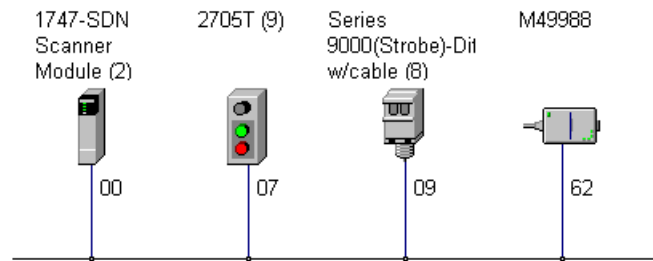 1747-SDN
Scanner
Module (2)
2705T (9)
Series
9000(Strobe)-Dif
w/cable (8)
M49988
00
07
09
62